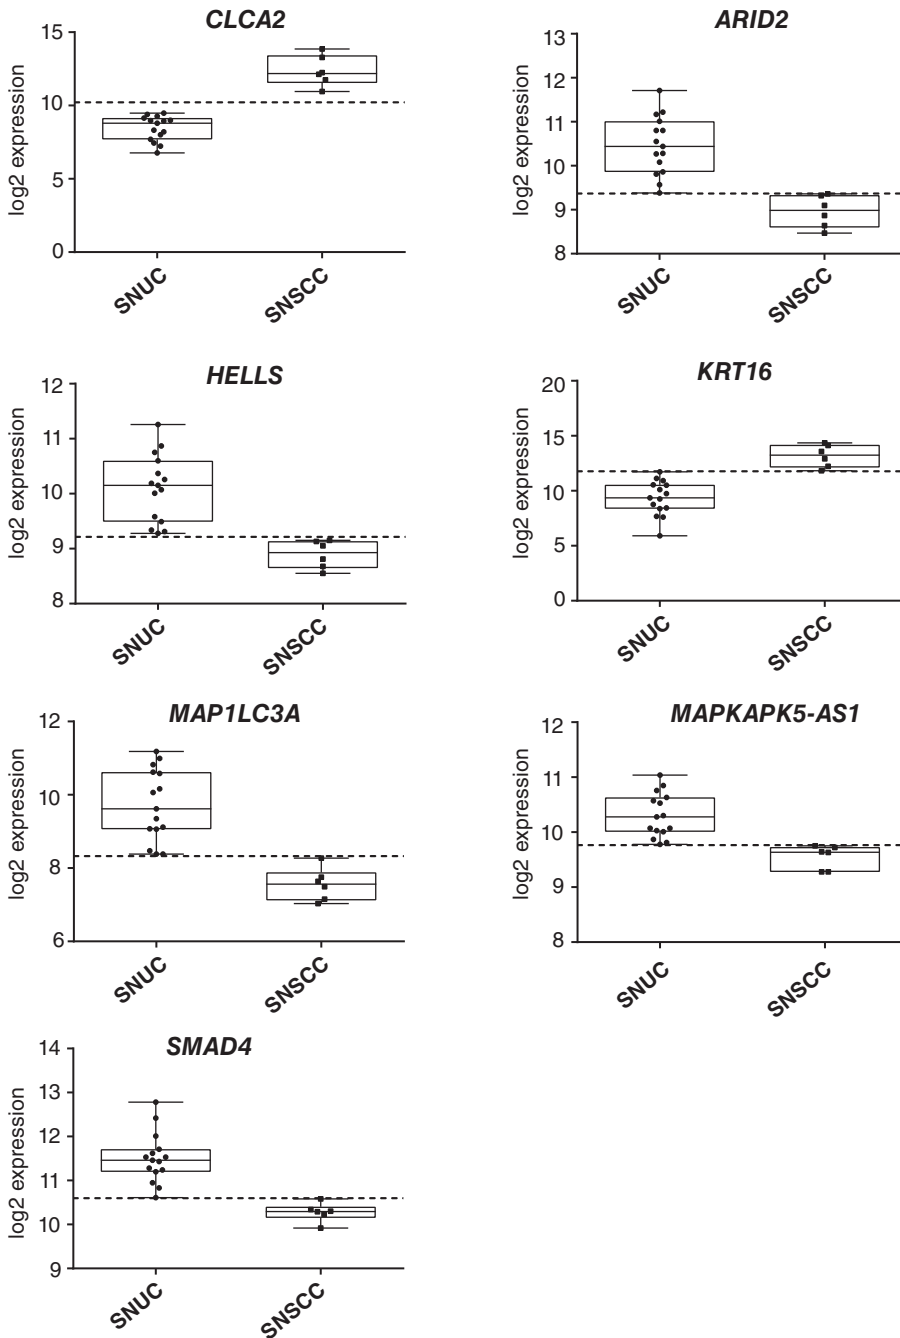 CLCA2
log2 expression
15
10
5
0
SNUC
SNSCC
ARID2
log2 expression
13
12
11
10
9
8
SNUC
SNSCC
HELLS
log2 expression
12
11
10
9
8
SNUC
SNSCC
KRT16
log2 expression
20
15
10
5
0
SNUC
SNSCC
MAP1LC3A
log2 expression
12
10
8
6
SNUC
SNSCC
MAPKAPK5-AS1
log2 expression
12
11
10
9
8
SNUC
SNSCC
SMAD4
log2 expression
14
13
12
11
10
9
SNUC
SNSCC